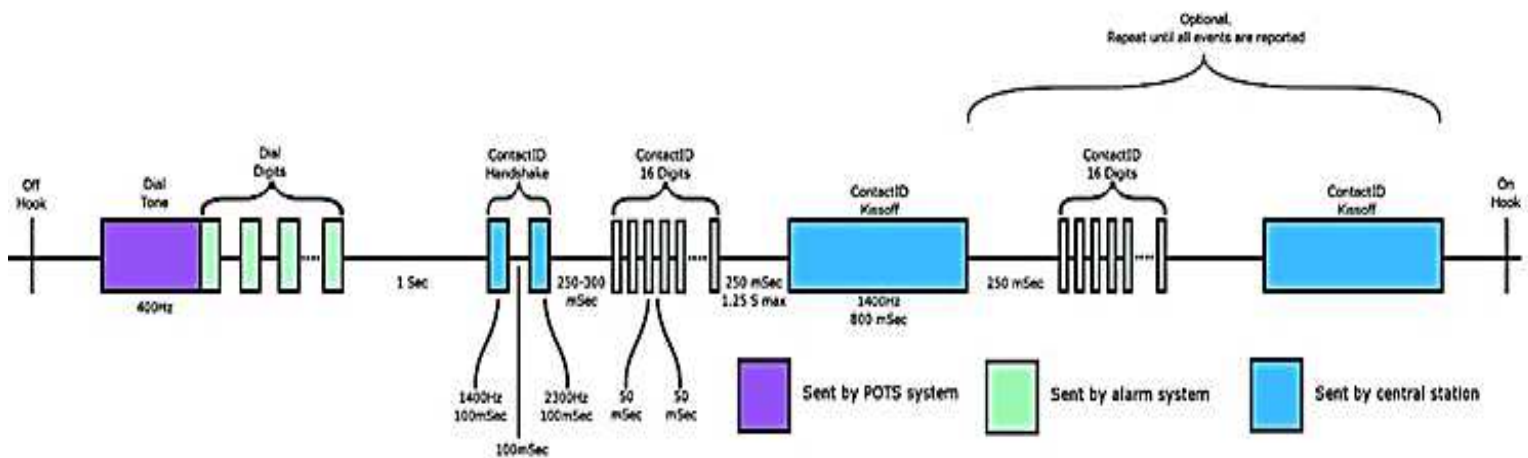 Optional,
Repeat until all events are reported
Off
Hook
Dial
Tone
Dial
Digits
ContactID
Handshake
ContactID
16 Digits
ContactID
Kissoff
ContactID
16 Digits
ContactID
Kissoff
On
Hook
400Hz
1 Sec
250-300
mSec
250 mSec
1.25 S max
1400Hz
800 mSec
250 mSec
1400Hz
100mSec
100mSec
2300Hz
100mSec
50
mSec
50
mSec
Sent by POTS system
Sent by alarm system
Sent by central station